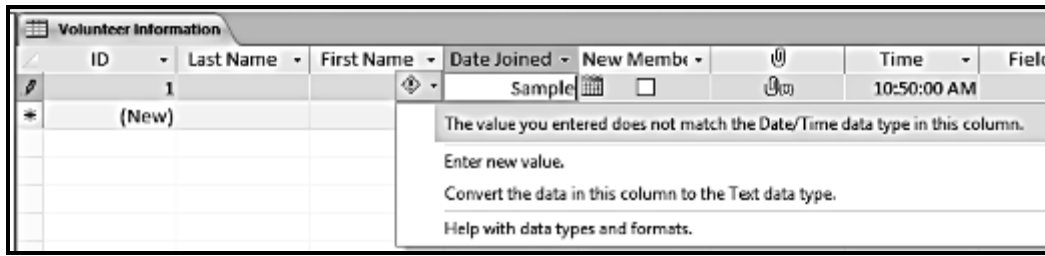 Volunteer Information
ID Last Name First Name Date Joined New Membe Time Field
1 Sample (0) 10:50:00 AM
(New)
The value you entered does not match the Date/Time data type in this column.
Enter new value.
Convert the data in this column to the Text data type.
Help with data types and formats.